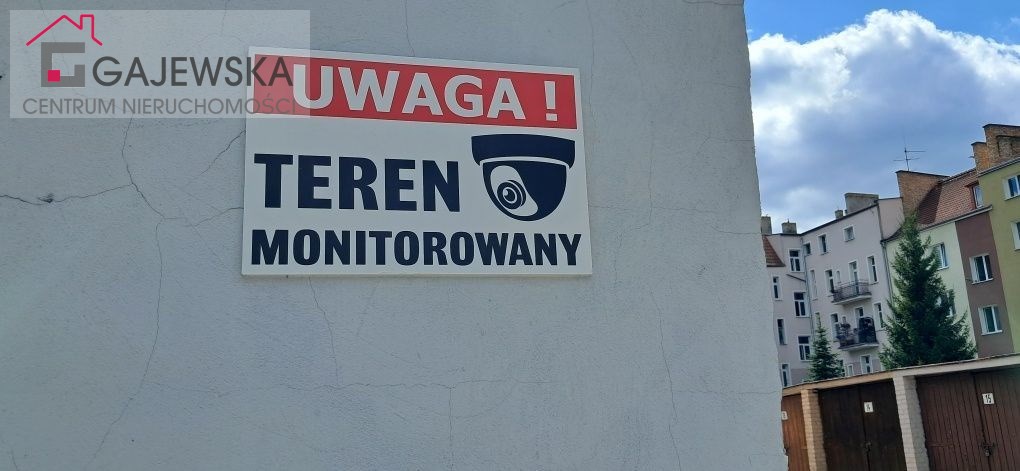 GAJEWSKA
CENTRUM NIERUCHOMOŚCI
UWAGA !
TEREN
MONITOROWANY